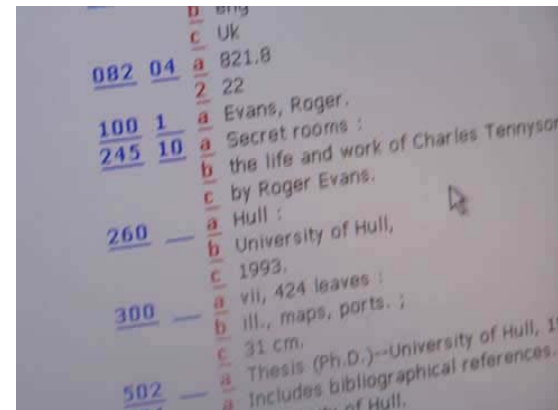 b eng
c Uk
082 04 a 821.8
2 22
100 1 a Evans, Roger.
245 10 a Secret rooms :
b the life and work of Charles Tennyson
c by Roger Evans.
260 a Hull :
b University of Hull,
c 1993.
300 a vii, 424 leaves :
b ill., maps, ports. ;
c 31 cm.
502 a Thesis (Ph.D.)--University of Hull, 1
a Includes bibliographical references.
of Hull.